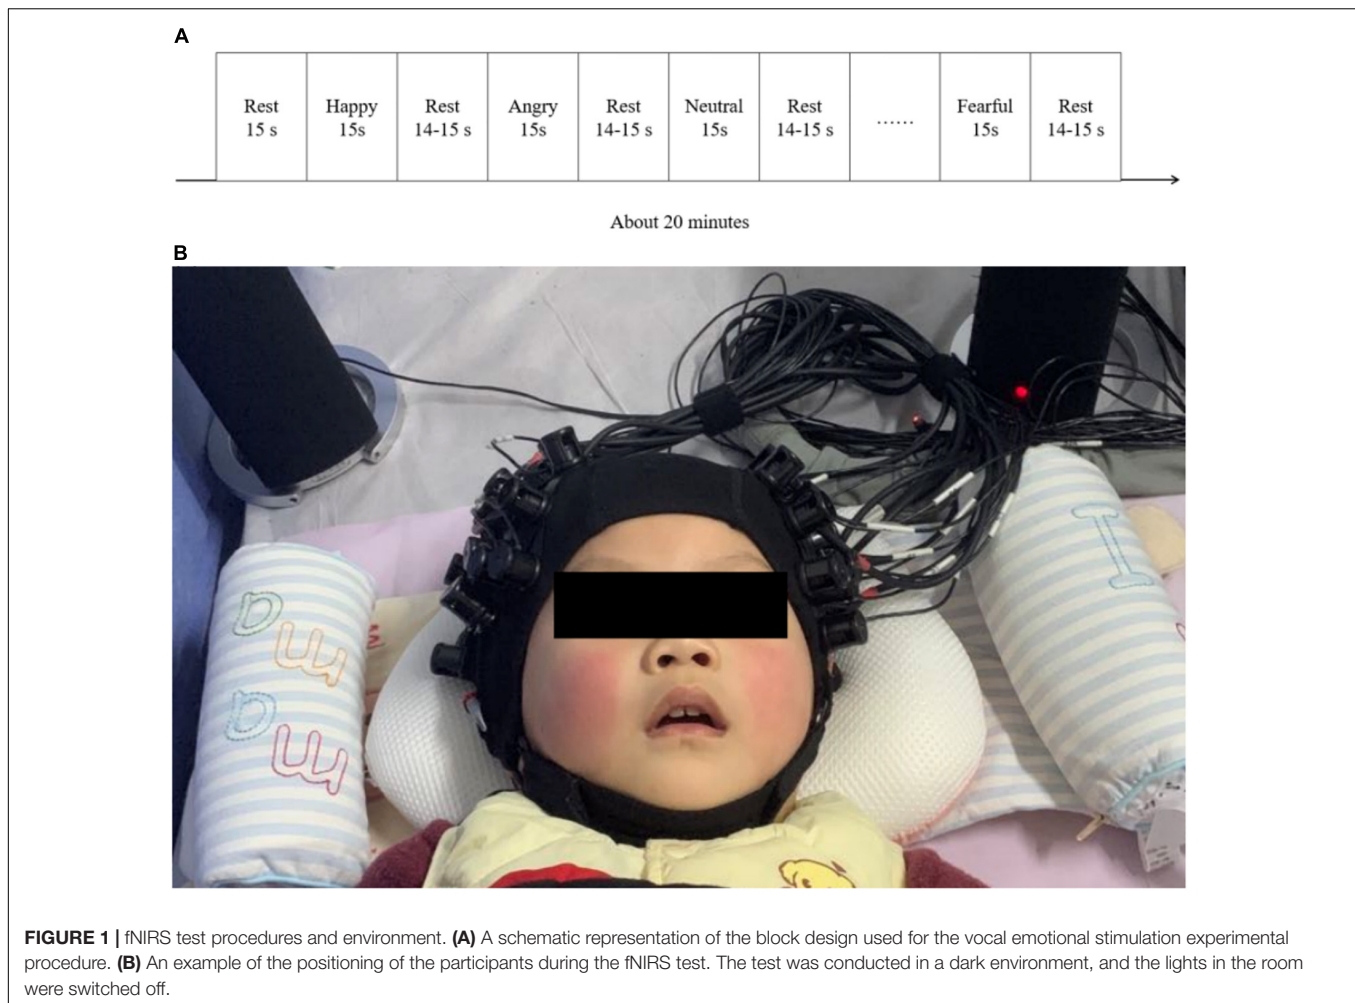 A
Rest Happy Rest Angry Rest Neutral Rest Fearful Rest
15 s 15s 14-15 s 15s 14-15 s 15s 14-15 s ...... 15s 14-15 s
About 20 minutes
B
a m a m
I
FIGURE 1 | fNIRS test procedures and environment. (A) A schematic representation of the block design used for the vocal emotional stimulation experimental
procedure. (B) An example of the positioning of the participants during the fNIRS test. The test was conducted in a dark environment, and the lights in the room
were switched off.